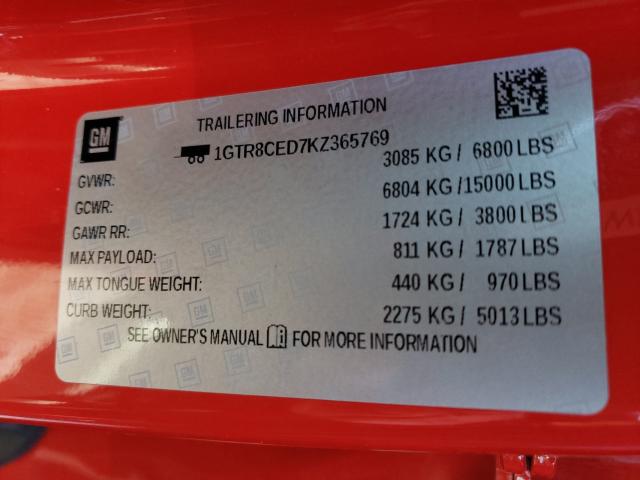 GM
TRAILERING INFORMATION
1GTR8CED7KZ365769
GVWR: 3085 KG / 6800 LBS
GCWR: 6804 KG / 15000 LBS
GAWR RR: 1724 KG / 3800 LBS
MAX PAYLOAD: 811 KG / 1787 LBS
MAX TONGUE WEIGHT: 440 KG / 970 LBS
CURB WEIGHT: 2275 KG / 5013 LBS
SEE OWNER'S MANUAL FOR MORE INFORMATION